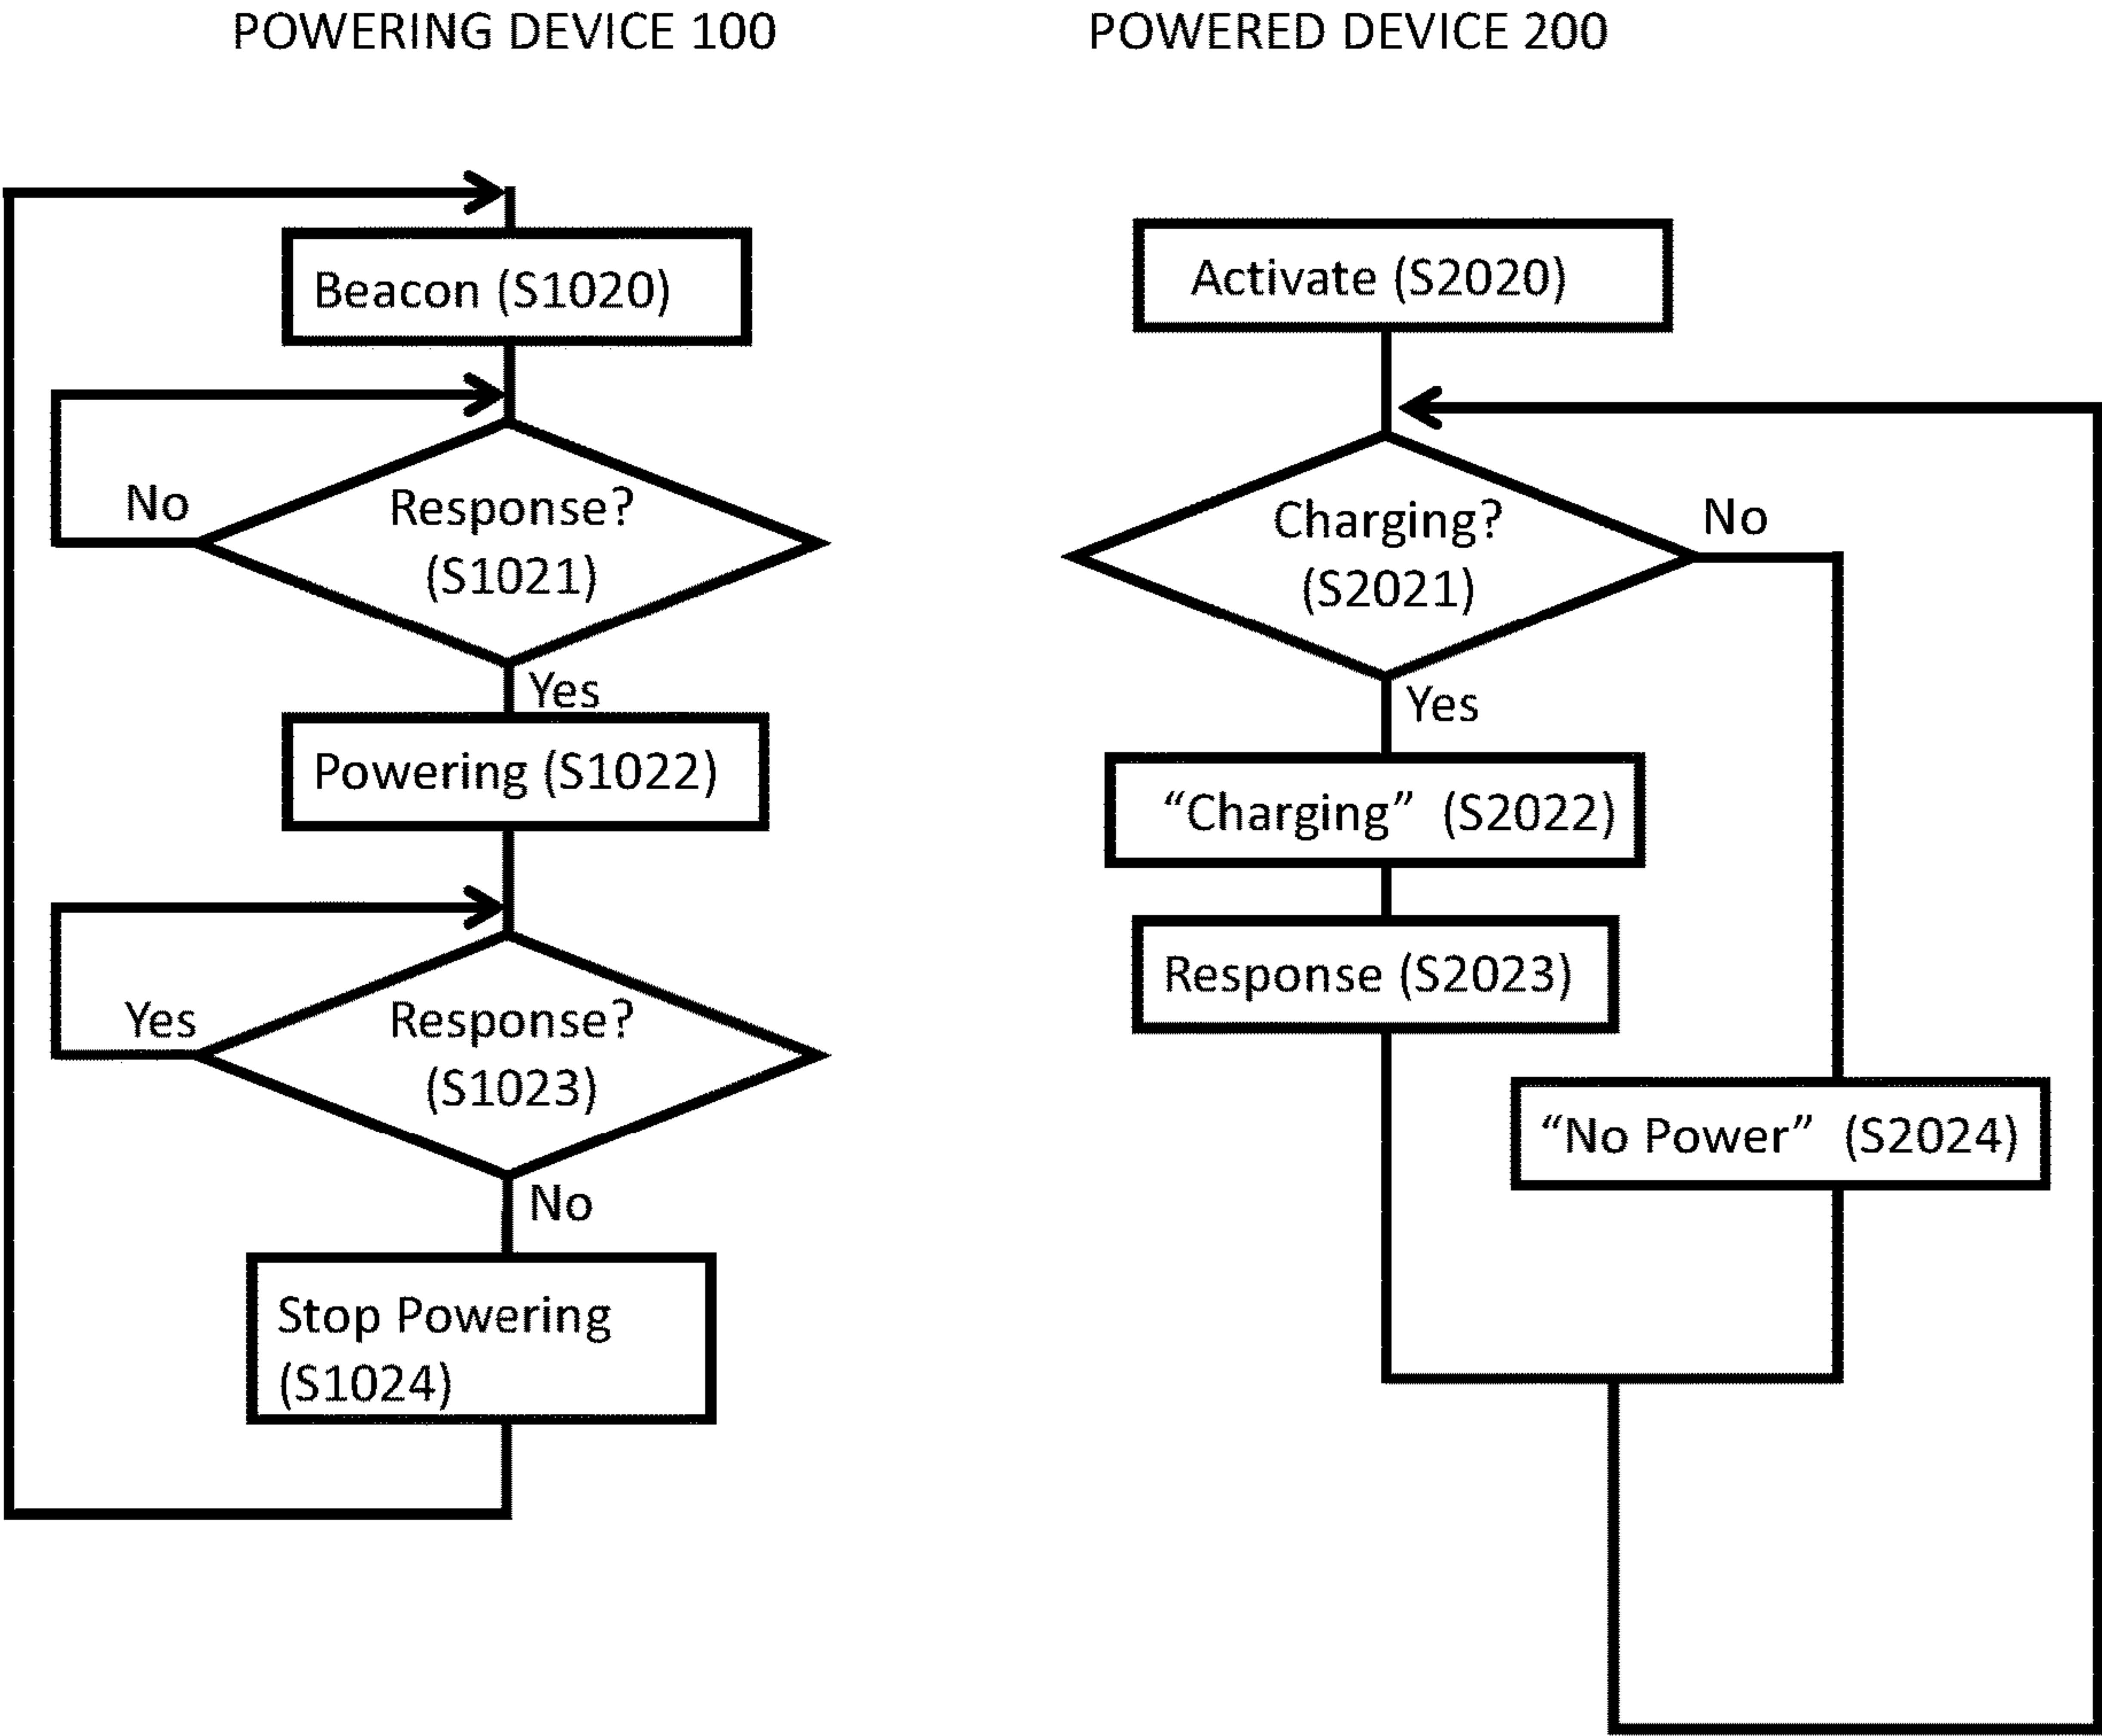 POWERING DEVICE 100
Beacon (S1020)
No
Response?
(S1021)
Yes
Powering (S1022)
Yes
Response?
(S1023)
No
Stop Powering
(S1024)
POWERED DEVICE 200
Activate (S2020)
Charging?
(S2021)
No
Yes
“Charging” (S2022)
Response (S2023)
“No Power” (S2024)